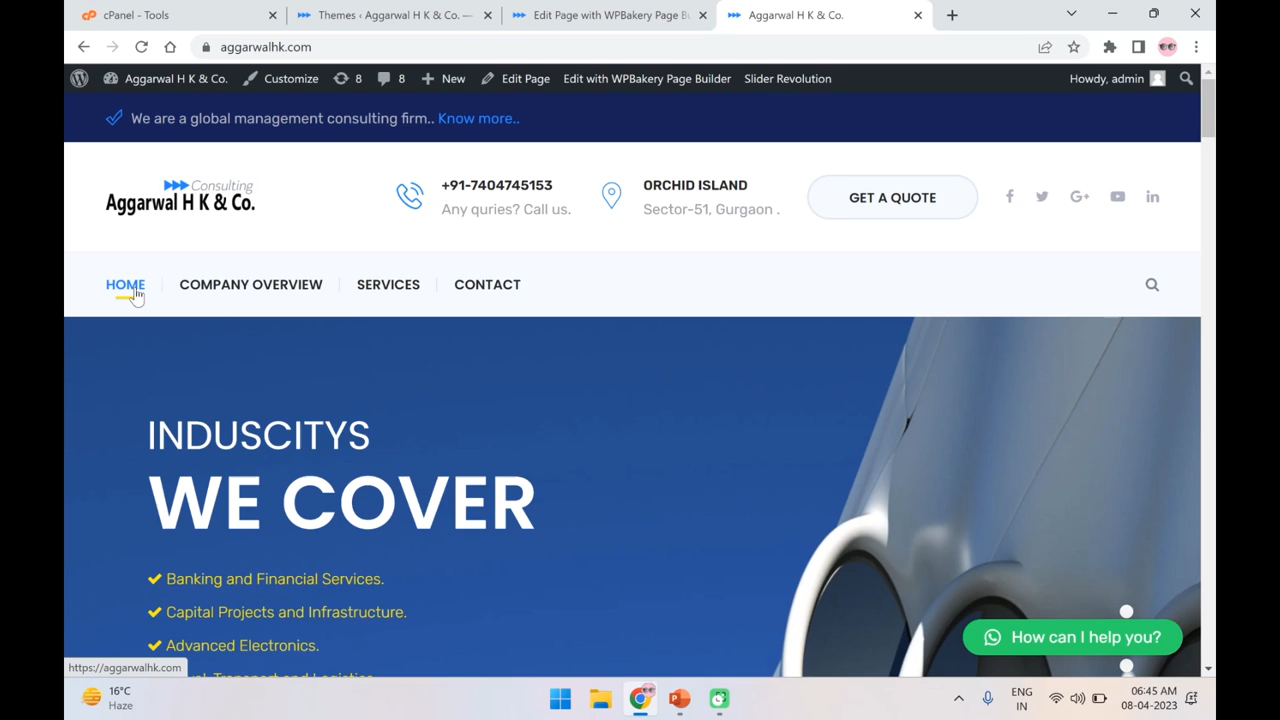 cPanel - Tools
Themes ‹ Aggarwal H K & Co. —
Edit Page with WPBakery Page B
Aggarwal H K & Co.
aggarwalhk.com
Aggarwal H K & Co.
Customize
8
8
New
Edit Page
Edit with WPBakery Page Builder
Slider Revolution
Howdy, admin
We are a global management consulting firm.. Know more..
Consulting
Aggarwal H K & Co.
+91-7404745153
Any quries? Call us.
ORCHID ISLAND
Sector-51, Gurgaon .
GET A QUOTE
HOME
COMPANY OVERVIEW
SERVICES
CONTACT
INDUSCITYS
WE COVER
Banking and Financial Services.
Capital Projects and Infrastructure.
Advanced Electronics.
How can I help you?
https://aggarwalhk.com
16°C
Haze
ENG
IN
06:45 AM
08-04-2023